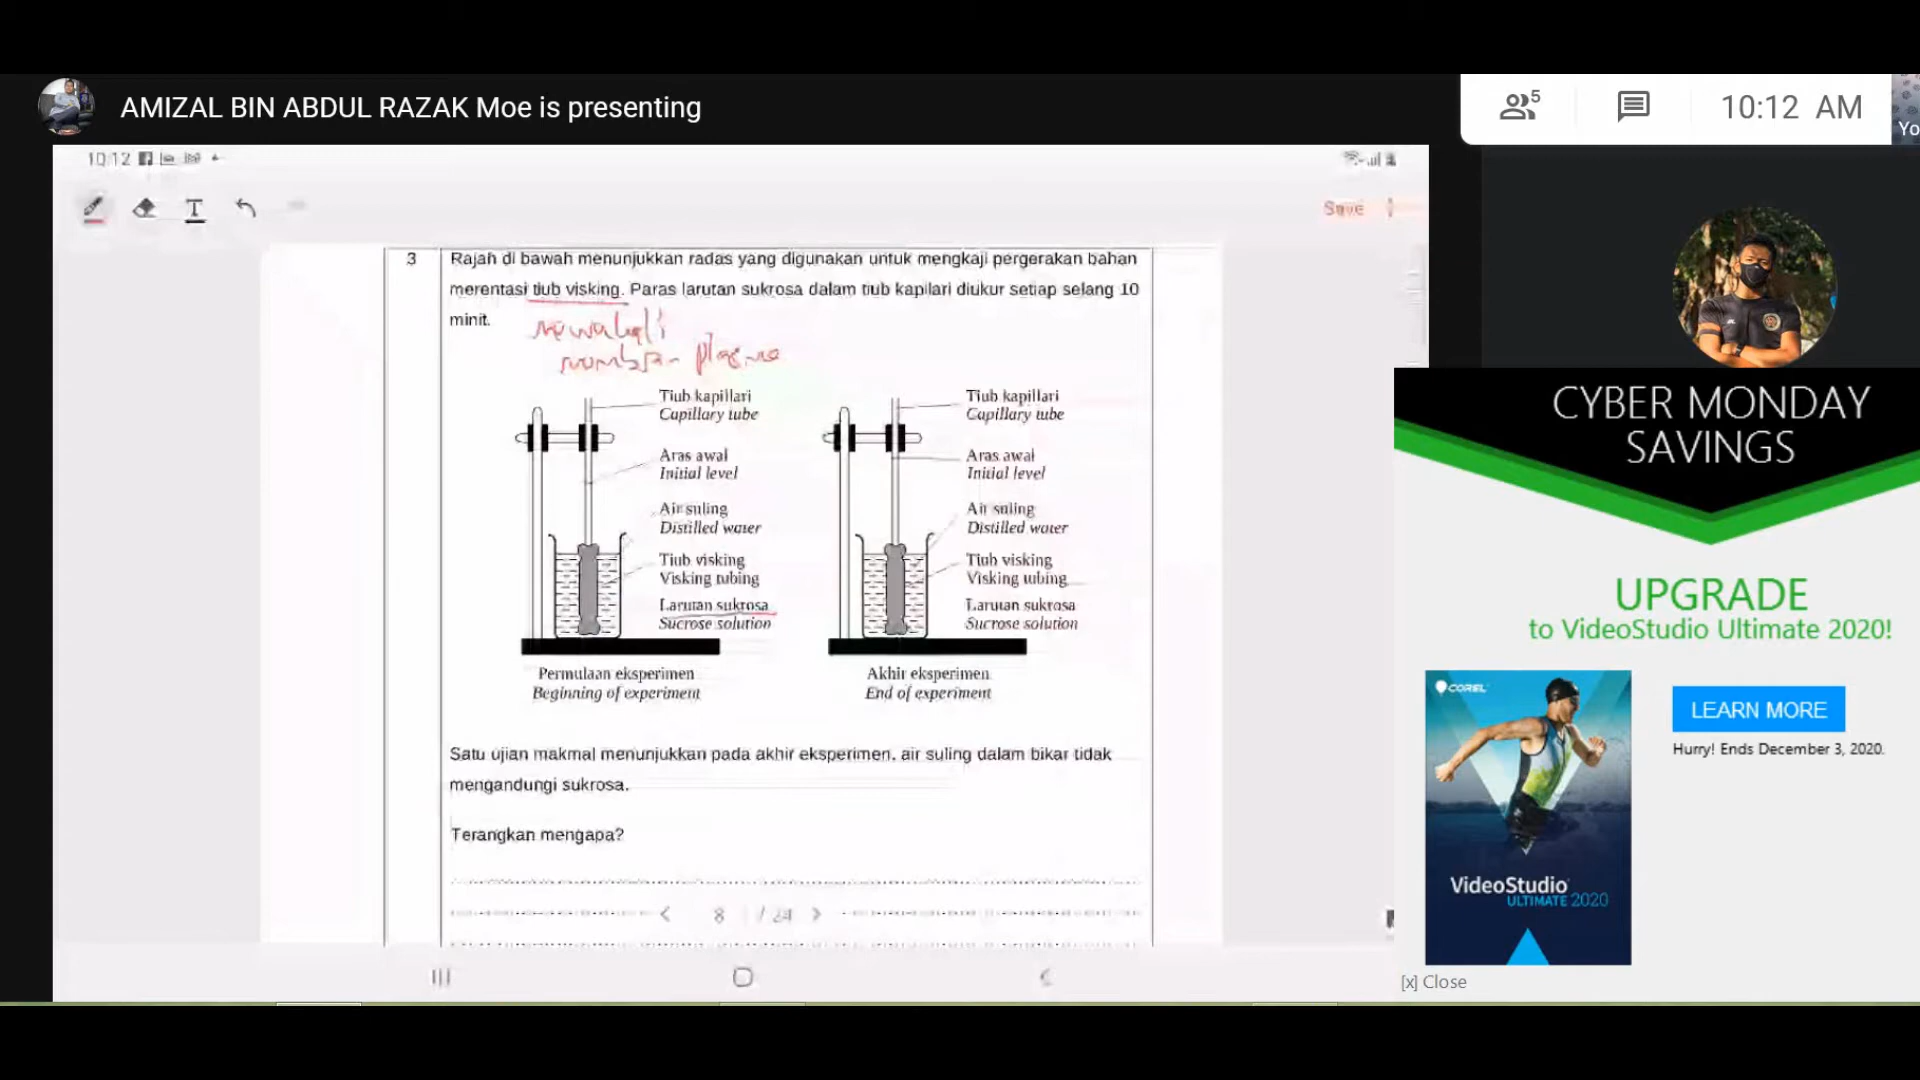 AMIZAL BIN ABDUL RAZAK Moe is presenting
5
10:12 AM
Yo
10:12
Save
3
Rajah di bawah menunjukkan radas yang digunakan untuk mengkaji pergerakan bahan
merentasi tiub visking. Paras larutan sukrosa dalam tiub kapilari diukur setiap selang 10
minit.
Tiub kapillari
Capillary tube
Aras awal
Initial level
Air suling
Distilled water
Tiub visking
Visking tubing
Larutan sukrosa
Sucrose solution
Permulaan eksperimen
Beginning of experiment
Tiub kapillari
Capillary tube
Aras awal
Initial level
Air suling
Distilled water
Tiub visking
Visking tubing
Larutan sukrosa
Sucrose solution
Akhir eksperimen
End of experiment
Satu ujian makmal menunjukkan pada akhir eksperimen, air suling dalam bikar tidak
mengandungi sukrosa.
Terangkan mengapa?
< 8 / 24 >
CYBER MONDAY
SAVINGS
UPGRADE
to VideoStudio Ultimate 2020!
COREL
VideoStudio
ULTIMATE 2020
LEARN MORE
Hurry! Ends December 3, 2020.
[x] Close